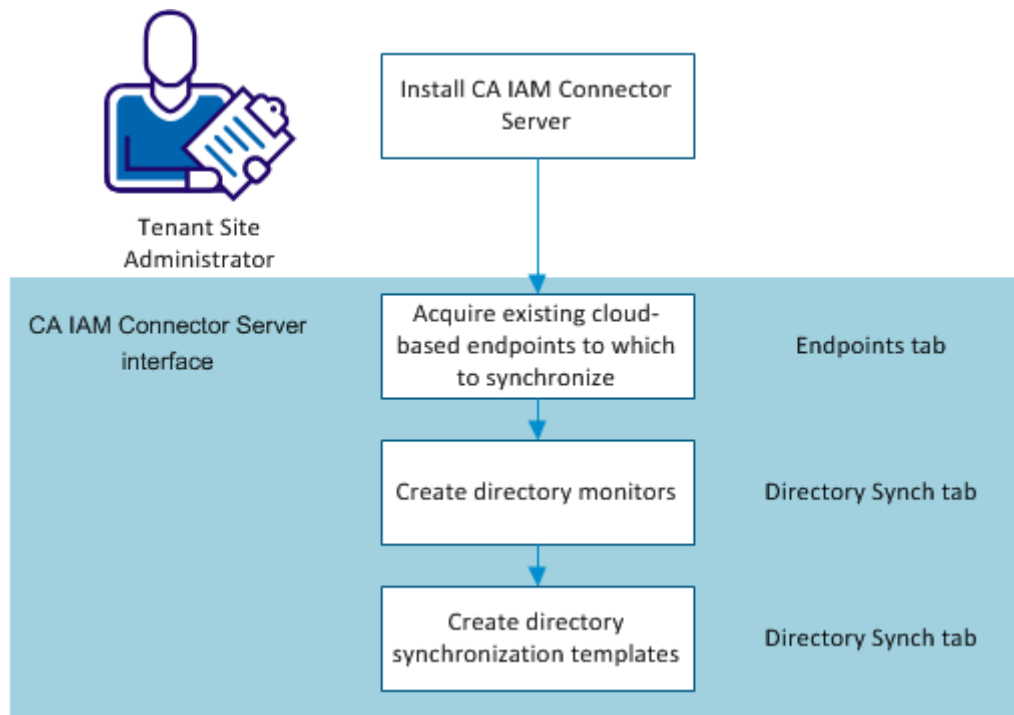 Install CA IAM Connector
Server
Tenant Site
Administrator
CA IAM Connector Server
interface
Acquire existing cloud-
based endpoints to which
to synchronize
Endpoints tab
Create directory monitors
Directory Synch tab
Create directory
synchronization templates
Directory Synch tab